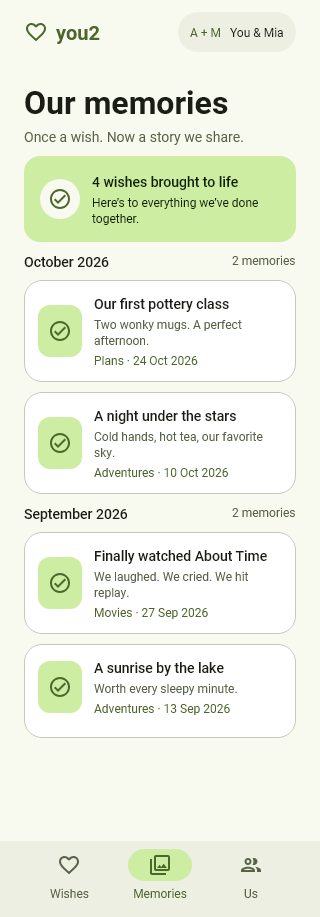 you2
A + M You & Mia
Our memories
Once a wish. Now a story we share.
4 wishes brought to life
Here’s to everything we’ve done
together.
October 2026
2 memories
Our first pottery class
Two wonky mugs. A perfect
afternoon.
Plans · 24 Oct 2026
A night under the stars
Cold hands, hot tea, our favorite
sky.
Adventures · 10 Oct 2026
September 2026
2 memories
Finally watched About Time
We laughed. We cried. We hit
replay.
Movies · 27 Sep 2026
A sunrise by the lake
Worth every sleepy minute.
Adventures · 13 Sep 2026
Wishes
Memories
Us